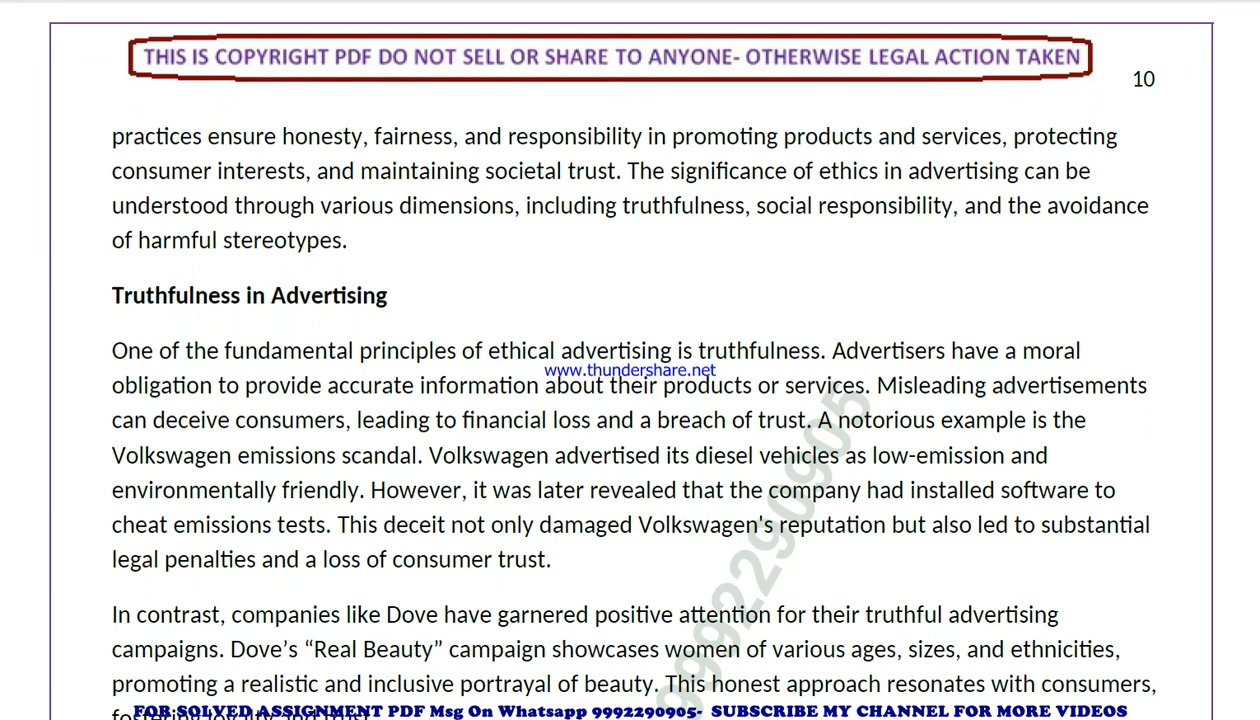 THIS IS COPYRIGHT PDF DO NOT SELL OR SHARE TO ANYONE- OTHERWISE LEGAL ACTION TAKEN
10
practices ensure honesty, fairness, and responsibility in promoting products and services, protecting
consumer interests, and maintaining societal trust. The significance of ethics in advertising can be
understood through various dimensions, including truthfulness, social responsibility, and the avoidance
of harmful stereotypes.
Truthfulness in Advertising
One of the fundamental principles of ethical advertising is truthfulness. Advertisers have a moral
www.thundershare.net
obligation to provide accurate information about their products or services. Misleading advertisements
can deceive consumers, leading to financial loss and a breach of trust. A notorious example is the
Volkswagen emissions scandal. Volkswagen advertised its diesel vehicles as low-emission and
environmentally friendly. However, it was later revealed that the company had installed software to
cheat emissions tests. This deceit not only damaged Volkswagen's reputation but also led to substantial
legal penalties and a loss of consumer trust.
9992290905
In contrast, companies like Dove have garnered positive attention for their truthful advertising
campaigns. Dove’s “Real Beauty” campaign showcases women of various ages, sizes, and ethnicities,
promoting a realistic and inclusive portrayal of beauty. This honest approach resonates with consumers,
FOR SOLVED ASSIGNMENT PDF Msg On Whatsapp 9992290905- SUBSCRIBE MY CHANNEL FOR MORE VIDEOS